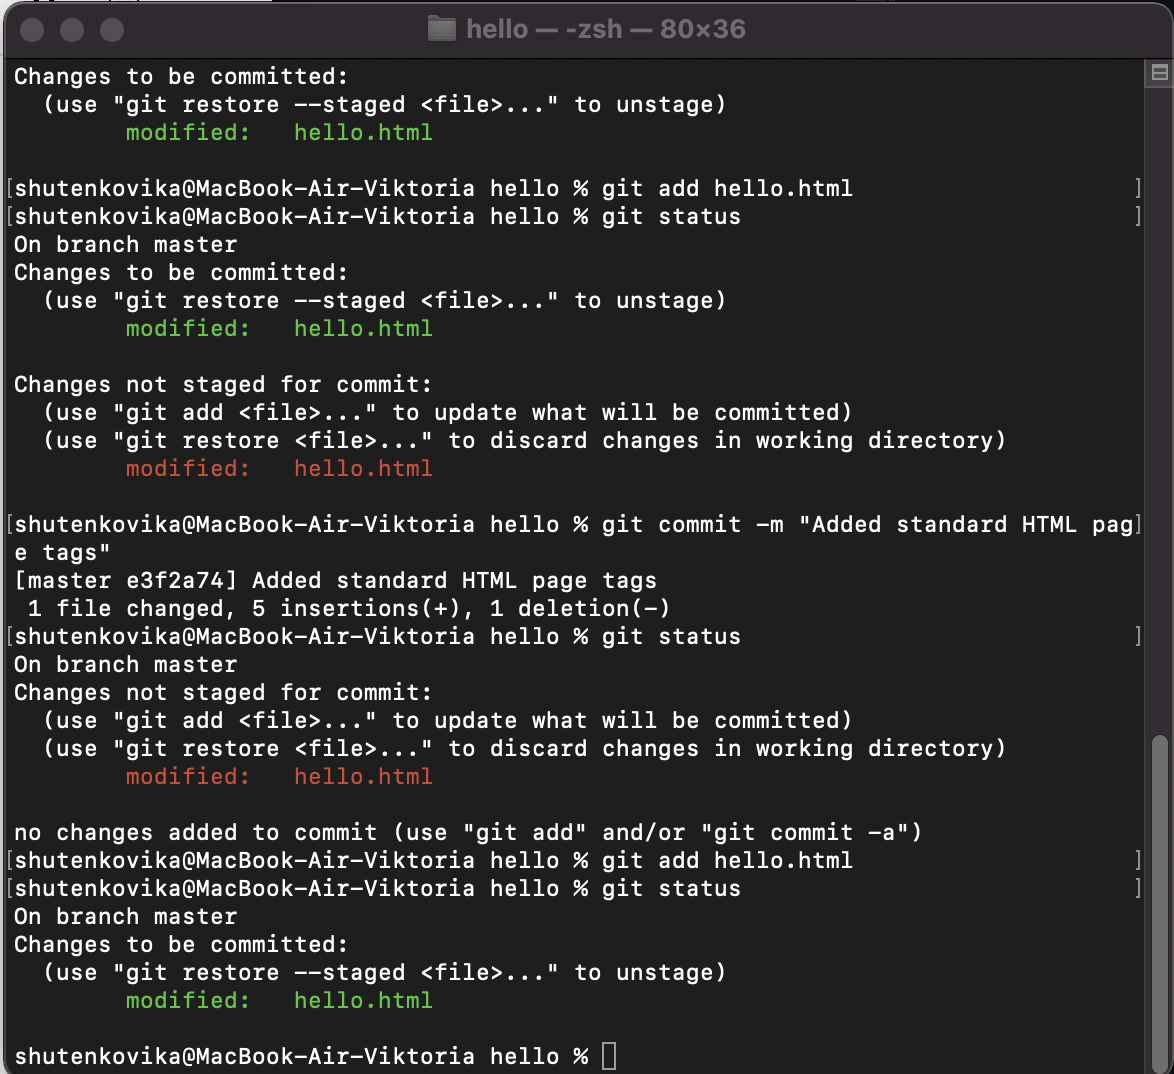 hello — -zsh — 80×36
Changes to be committed:
  (use "git restore --staged <file>..." to unstage)
        modified:   hello.html

[shutenkovika@MacBook-Air-Viktoria hello % git add hello.html ]
[shutenkovika@MacBook-Air-Viktoria hello % git status ]
On branch master
Changes to be committed:
  (use "git restore --staged <file>..." to unstage)
        modified:   hello.html

Changes not staged for commit:
  (use "git add <file>..." to update what will be committed)
  (use "git restore <file>..." to discard changes in working directory)
        modified:   hello.html

[shutenkovika@MacBook-Air-Viktoria hello % git commit -m "Added standard HTML pag]
e tags"
[master e3f2a74] Added standard HTML page tags
 1 file changed, 5 insertions(+), 1 deletion(-)
[shutenkovika@MacBook-Air-Viktoria hello % git status ]
On branch master
Changes not staged for commit:
  (use "git add <file>..." to update what will be committed)
  (use "git restore <file>..." to discard changes in working directory)
        modified:   hello.html

no changes added to commit (use "git add" and/or "git commit -a")
[shutenkovika@MacBook-Air-Viktoria hello % git add hello.html ]
[shutenkovika@MacBook-Air-Viktoria hello % git status ]
On branch master
Changes to be committed:
  (use "git restore --staged <file>..." to unstage)
        modified:   hello.html

shutenkovika@MacBook-Air-Viktoria hello %